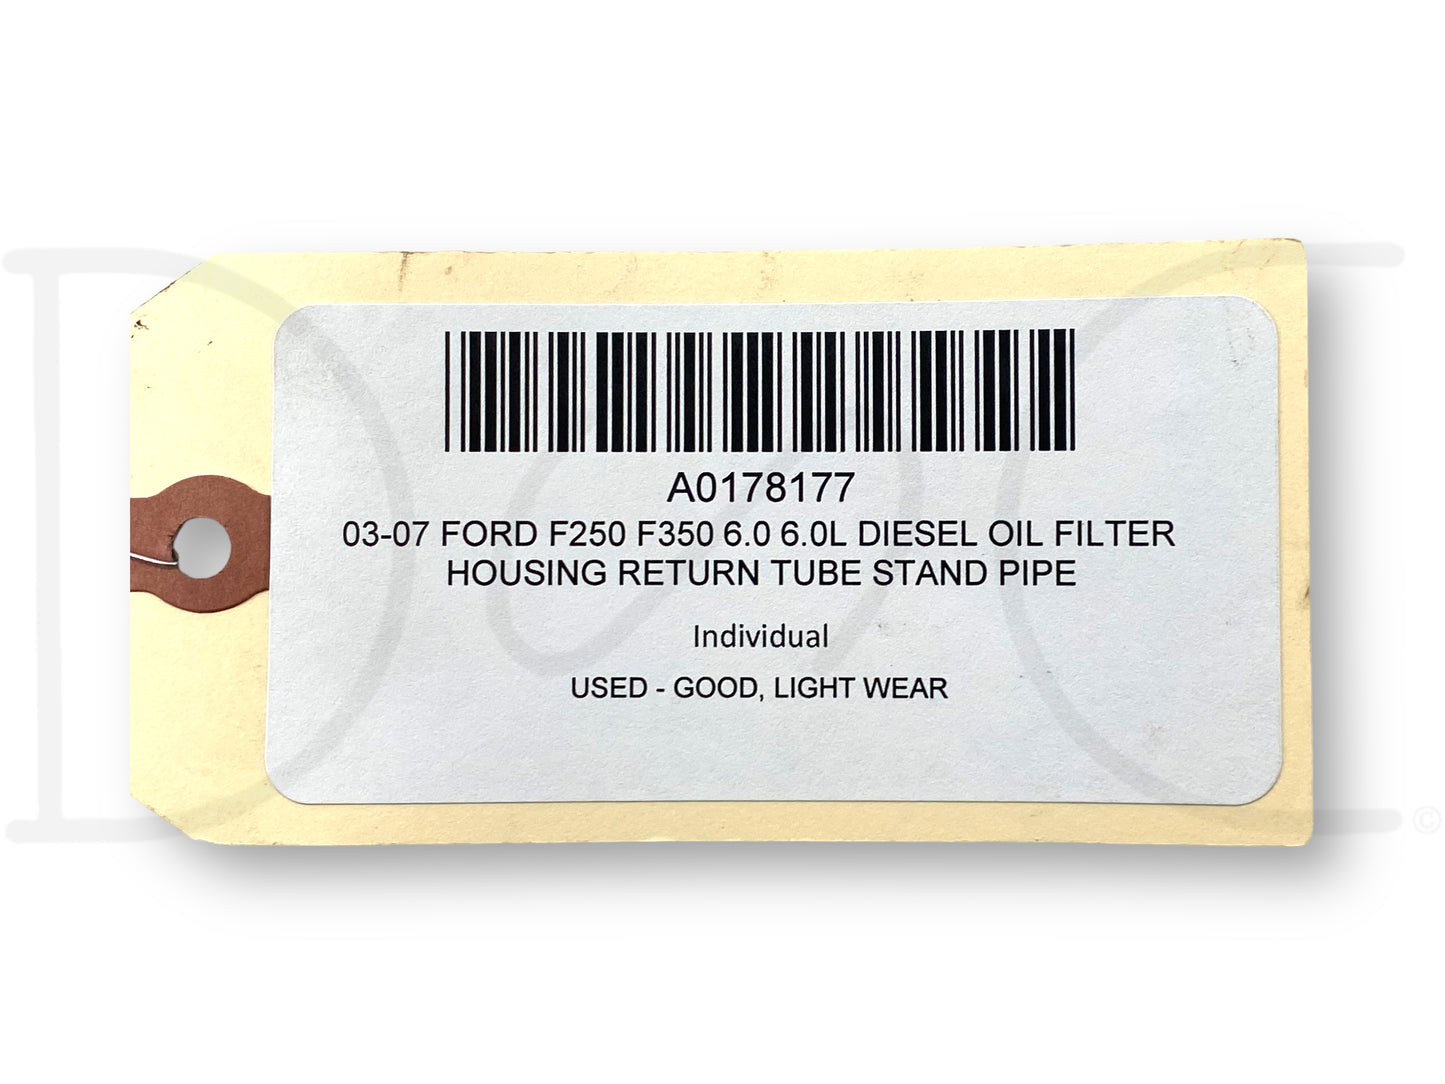 A0178177
03-07 FORD F250 F350 6.0 6.0L DIESEL OIL FILTER
HOUSING RETURN TUBE STAND PIPE
Individual
USED - GOOD, LIGHT WEAR
©